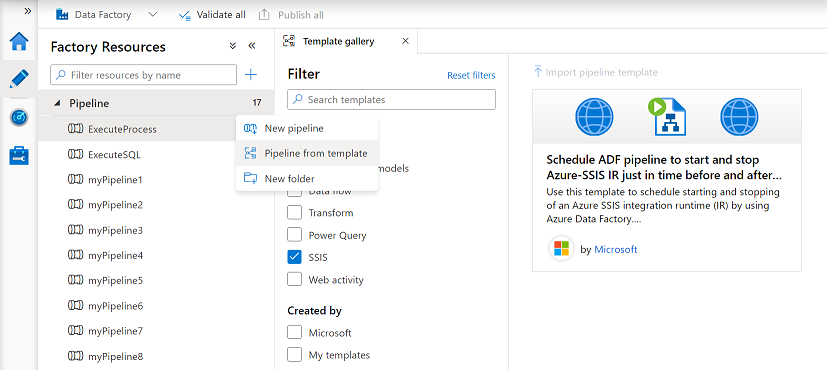 Data Factory
Validate all
Publish all
Factory Resources
Filter resources by name
Pipeline 17
ExecuteProcess
ExecuteSQL
myPipeline1
myPipeline2
myPipeline3
myPipeline4
myPipeline5
myPipeline6
myPipeline7
myPipeline8
New pipeline
Pipeline from template
New folder
Template gallery
Filter Reset filters
Search templates
models
Data flow
Transform
Power Query
SSIS
Web activity
Created by
Microsoft
My templates
Import pipeline template
Schedule ADF pipeline to start and stop
Azure-SSIS IR just in time before and after...
Use this template to schedule starting and stopping
of an Azure SSIS integration runtime (IR) by using
Azure Data Factory....
by Microsoft